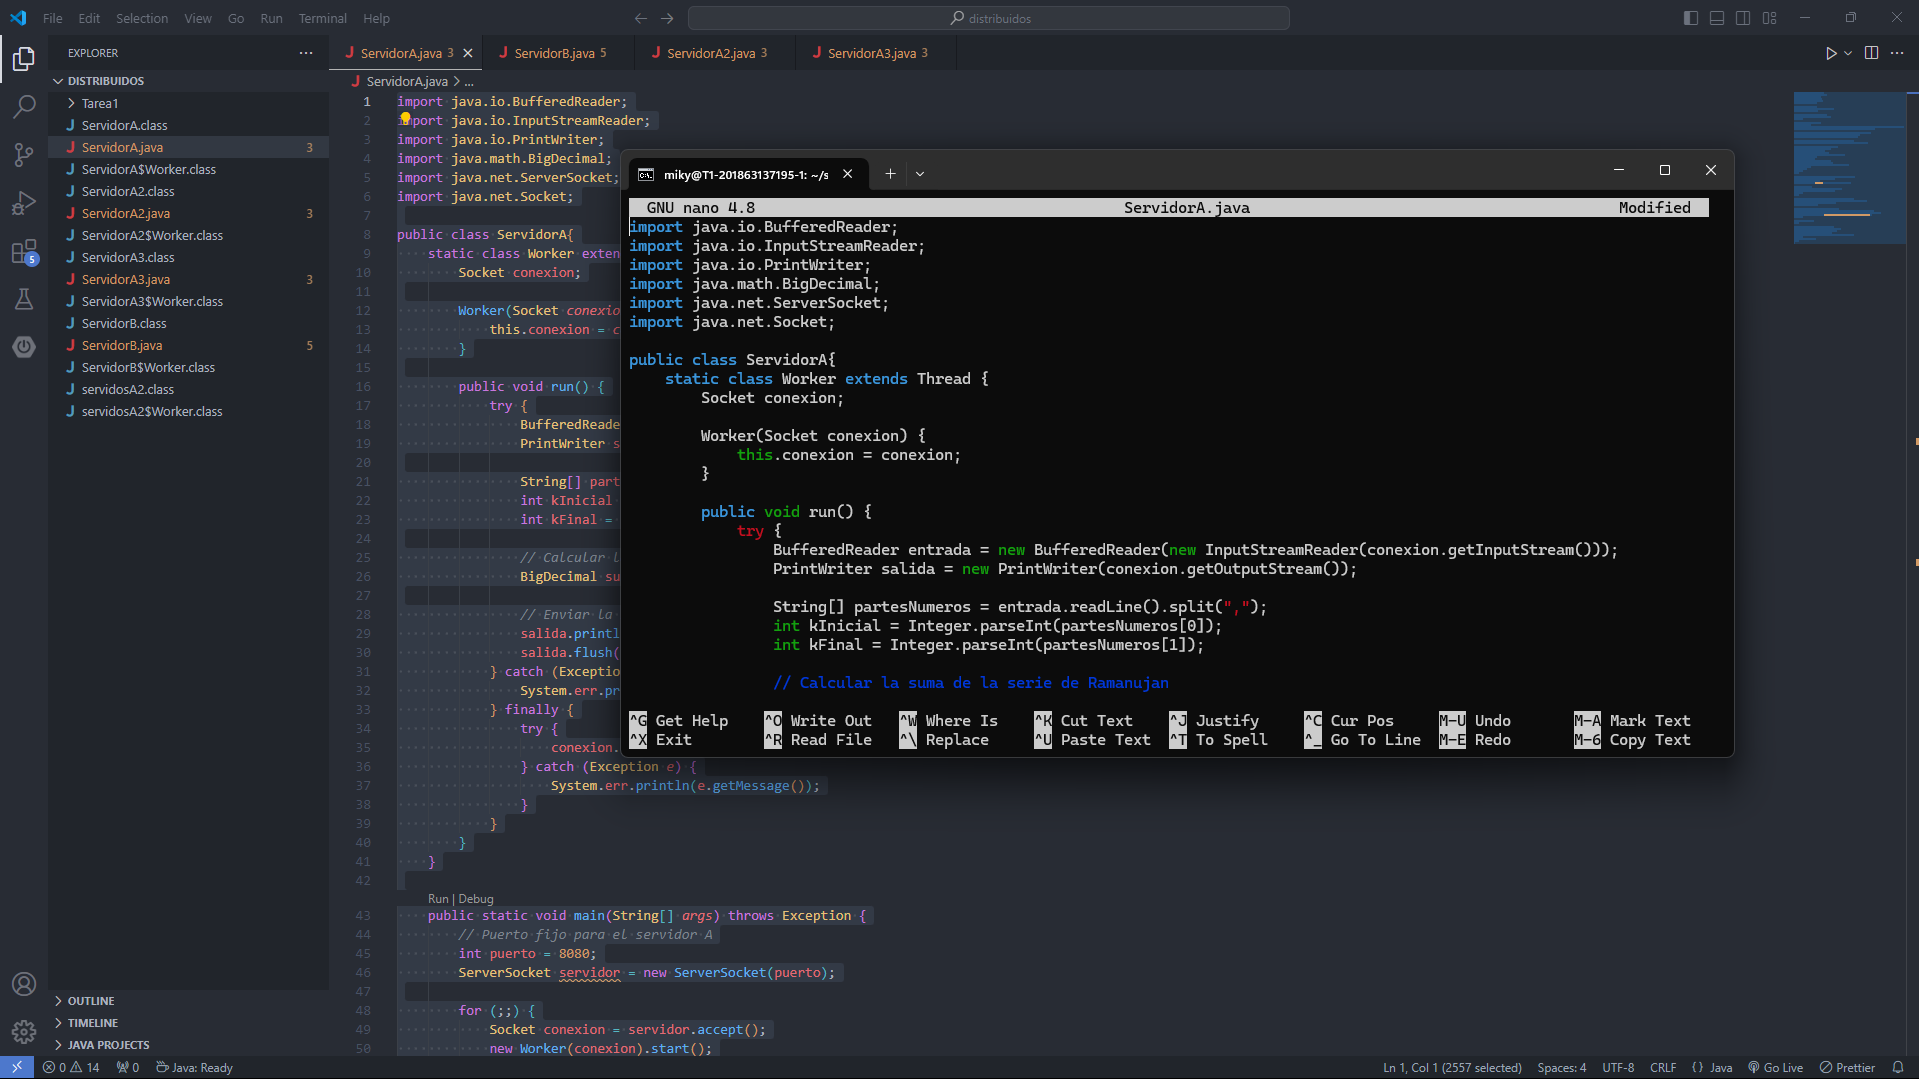 File Edit Selection View Go Run Terminal Help
distribuidos
EXPLORER
ServidorA.java 3
ServidorB.java 5
ServidorA2.java 3
ServidorA3.java 3
DISTRIBUIDOS
ServidorA.java > ...
Tarea1
ServidorA.class
ServidorA.java 3
ServidorA$Worker.class
ServidorA2.class
ServidorA2.java 3
ServidorA2$Worker.class
ServidorA3.class
ServidorA3.java 3
ServidorA3$Worker.class
ServidorB.class
ServidorB.java 5
ServidorB$Worker.class
servidosA2.class
servidosA2$Worker.class
5
OUTLINE
TIMELINE
JAVA PROJECTS
1 import java.io.BufferedReader;
2 import java.io.InputStreamReader;
3 import java.io.PrintWriter;
4 import java.math.BigDecimal;
5 import java.net.ServerSocket;
6 import java.net.Socket;
7
8 public class ServidorA{
9 static class Worker exten
10 Socket conexion;
11
12 Worker(Socket conexio
13 this.conexion = c
14 }
15
16 public void run() {
17 try {
18 BufferedReade
19 PrintWriter s
20
21 String[] part
22 int kInicial
23 int kFinal =
24
25 // Calcular l
26 BigDecimal su
27
28 // Enviar la
29 salida.printl
30 salida.flush(
31 } catch (Exceptio
32 System.err.pr
33 } finally {
34 try {
35 conexion.
36 } catch (Exception e) {
37 System.err.println(e.getMessage());
38 }
39 }
40 }
41 }
42
Run | Debug
43 public static void main(String[] args) throws Exception {
44 // Puerto fijo para el servidor A
45 int puerto = 8080;
46 ServerSocket servidor = new ServerSocket(puerto);
47
48 for (;;) {
49 Socket conexion = servidor.accept();
50 new Worker(conexion).start();
miky@T1-201863137195-1: ~/s
GNU nano 4.8 ServidorA.java Modified
import java.io.BufferedReader;
import java.io.InputStreamReader;
import java.io.PrintWriter;
import java.math.BigDecimal;
import java.net.ServerSocket;
import java.net.Socket;
public class ServidorA{
static class Worker extends Thread {
Socket conexion;
Worker(Socket conexion) {
this.conexion = conexion;
}
public void run() {
try {
BufferedReader entrada = new BufferedReader(new InputStreamReader(conexion.getInputStream()));
PrintWriter salida = new PrintWriter(conexion.getOutputStream());
String[] partesNumeros = entrada.readLine().split(",");
int kInicial = Integer.parseInt(partesNumeros[0]);
int kFinal = Integer.parseInt(partesNumeros[1]);
// Calcular la suma de la serie de Ramanujan
^G Get Help ^O Write Out ^W Where Is ^K Cut Text ^J Justify ^C Cur Pos M-U Undo M-A Mark Text
^X Exit ^R Read File ^\ Replace ^U Paste Text ^T To Spell ^_ Go To Line M-E Redo M-6 Copy Text
0 14 0 Java: Ready Ln 1, Col 1 (2557 selected) Spaces: 4 UTF-8 CRLF {} Java Go Live Prettier